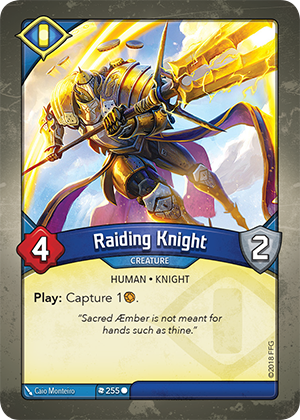 Raiding Knight
CREATURE
4
2
HUMAN • KNIGHT
Play: Capture 1.
“Sacred Æmber is not meant for
hands such as thine.”
Caio Monteiro
255
©2018 FFG